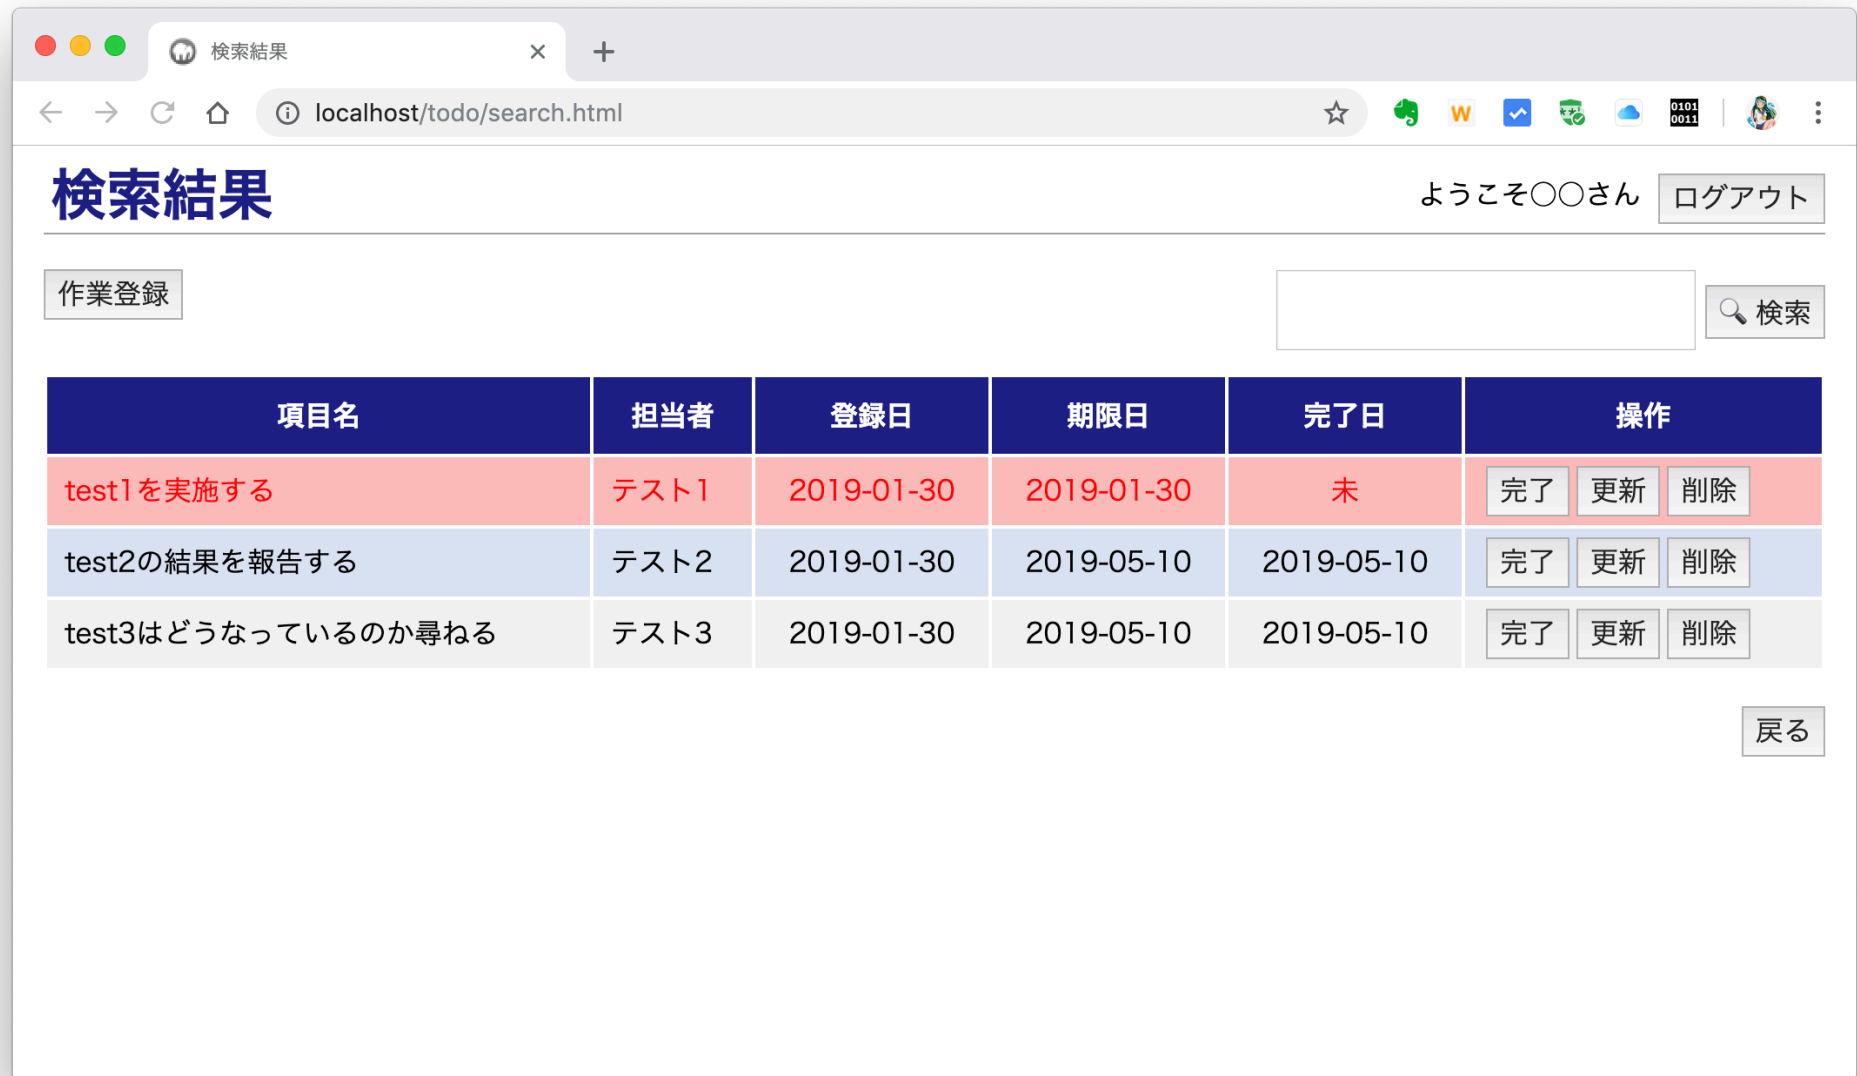 検索結果
localhost/todo/search.html
W
0101
0011
検索結果
ようこそ〇〇さん ログアウト
作業登録
検索
項目名 担当者 登録日 期限日 完了日 操作
test1を実施する テスト1 2019-01-30 2019-01-30 未 完了 更新 削除
test2の結果を報告する テスト2 2019-01-30 2019-05-10 2019-05-10 完了 更新 削除
test3はどうなっているのか尋ねる テスト3 2019-01-30 2019-05-10 2019-05-10 完了 更新 削除
戻る